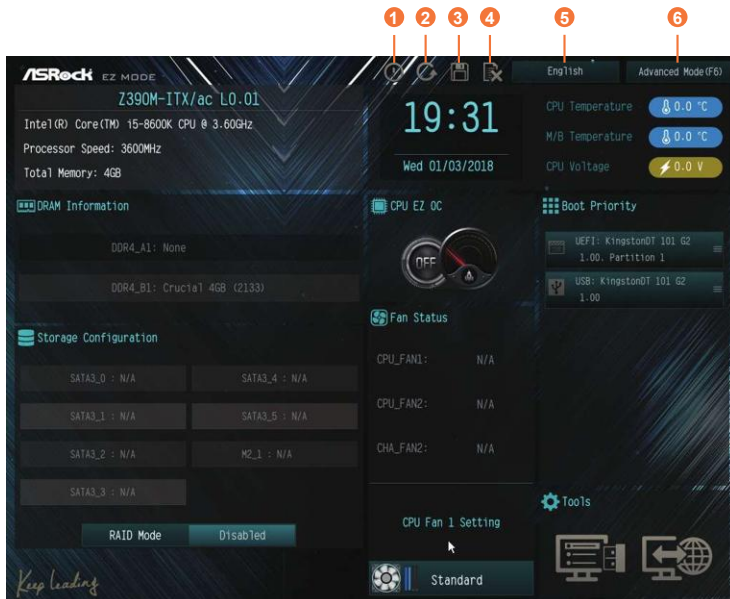 1 2 3 4 5 6
ASRock EZ MODE
English Advanced Mode(F6)
Z390M-ITX/ac L0.01
Intel(R) Core(TM) i5-8600K CPU @ 3.60GHz
Processor Speed: 3600MHz
Total Memory: 4GB
19:31
Wed 01/03/2018
CPU Temperature 0.0 °C
M/B Temperature 0.0 °C
CPU Voltage 0.0 V
DRAM Information
DDR4_A1: None
DDR4_B1: Crucial 4GB (2133)
Storage Configuration
SATA3_0 : N/A SATA3_4 : N/A
SATA3_1 : N/A SATA3_5 : N/A
SATA3_2 : N/A M2_1 : N/A
SATA3_3 : N/A
RAID Mode Disabled
Keep Leading
CPU EZ OC
OFF
Fan Status
CPU_FAN1: N/A
CPU_FAN2: N/A
CHA_FAN2: N/A
CPU Fan 1 Setting
Standard
Boot Priority
UEFI: KingstonDT 101 G2
1.00. Partition 1
USB: KingstonDT 101 G2
1.00
Tools